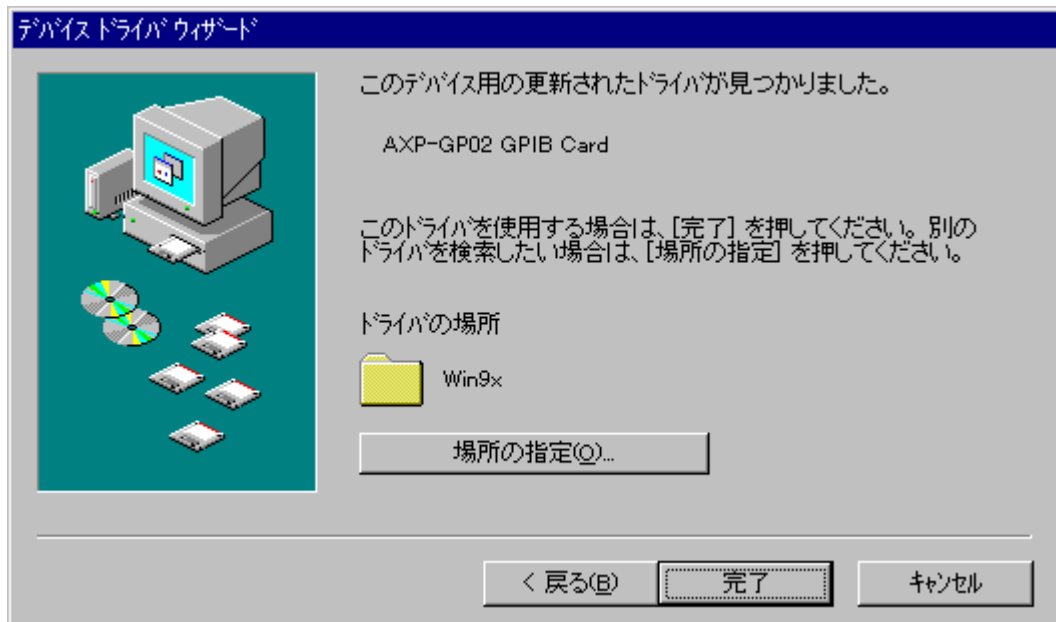 ﾃﾞﾊﾞｲｽ ﾄﾞﾗｲﾊﾞ ｳｨｻﾞｰﾄﾞ
このﾃﾞﾊﾞｲｽ用の更新されたﾄﾞﾗｲﾊﾞが見つかりました。
AXP-GP02 GPIB Card
このﾄﾞﾗｲﾊﾞを使用する場合は、[完了] を押してください。別の
ﾄﾞﾗｲﾊﾞを検索したい場合は、[場所の指定] を押してください。
ﾄﾞﾗｲﾊﾞの場所
Win9x
場所の指定(O)...
< 戻る(B)
完了
ｷｬﾝｾﾙ